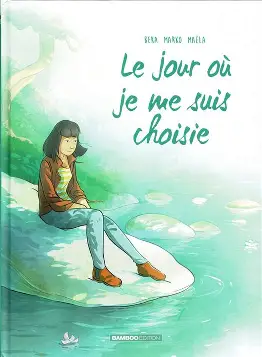 BEKA MARKO MAËLA
Le jour où
je me suis
choisie
BAMBOO EDITION